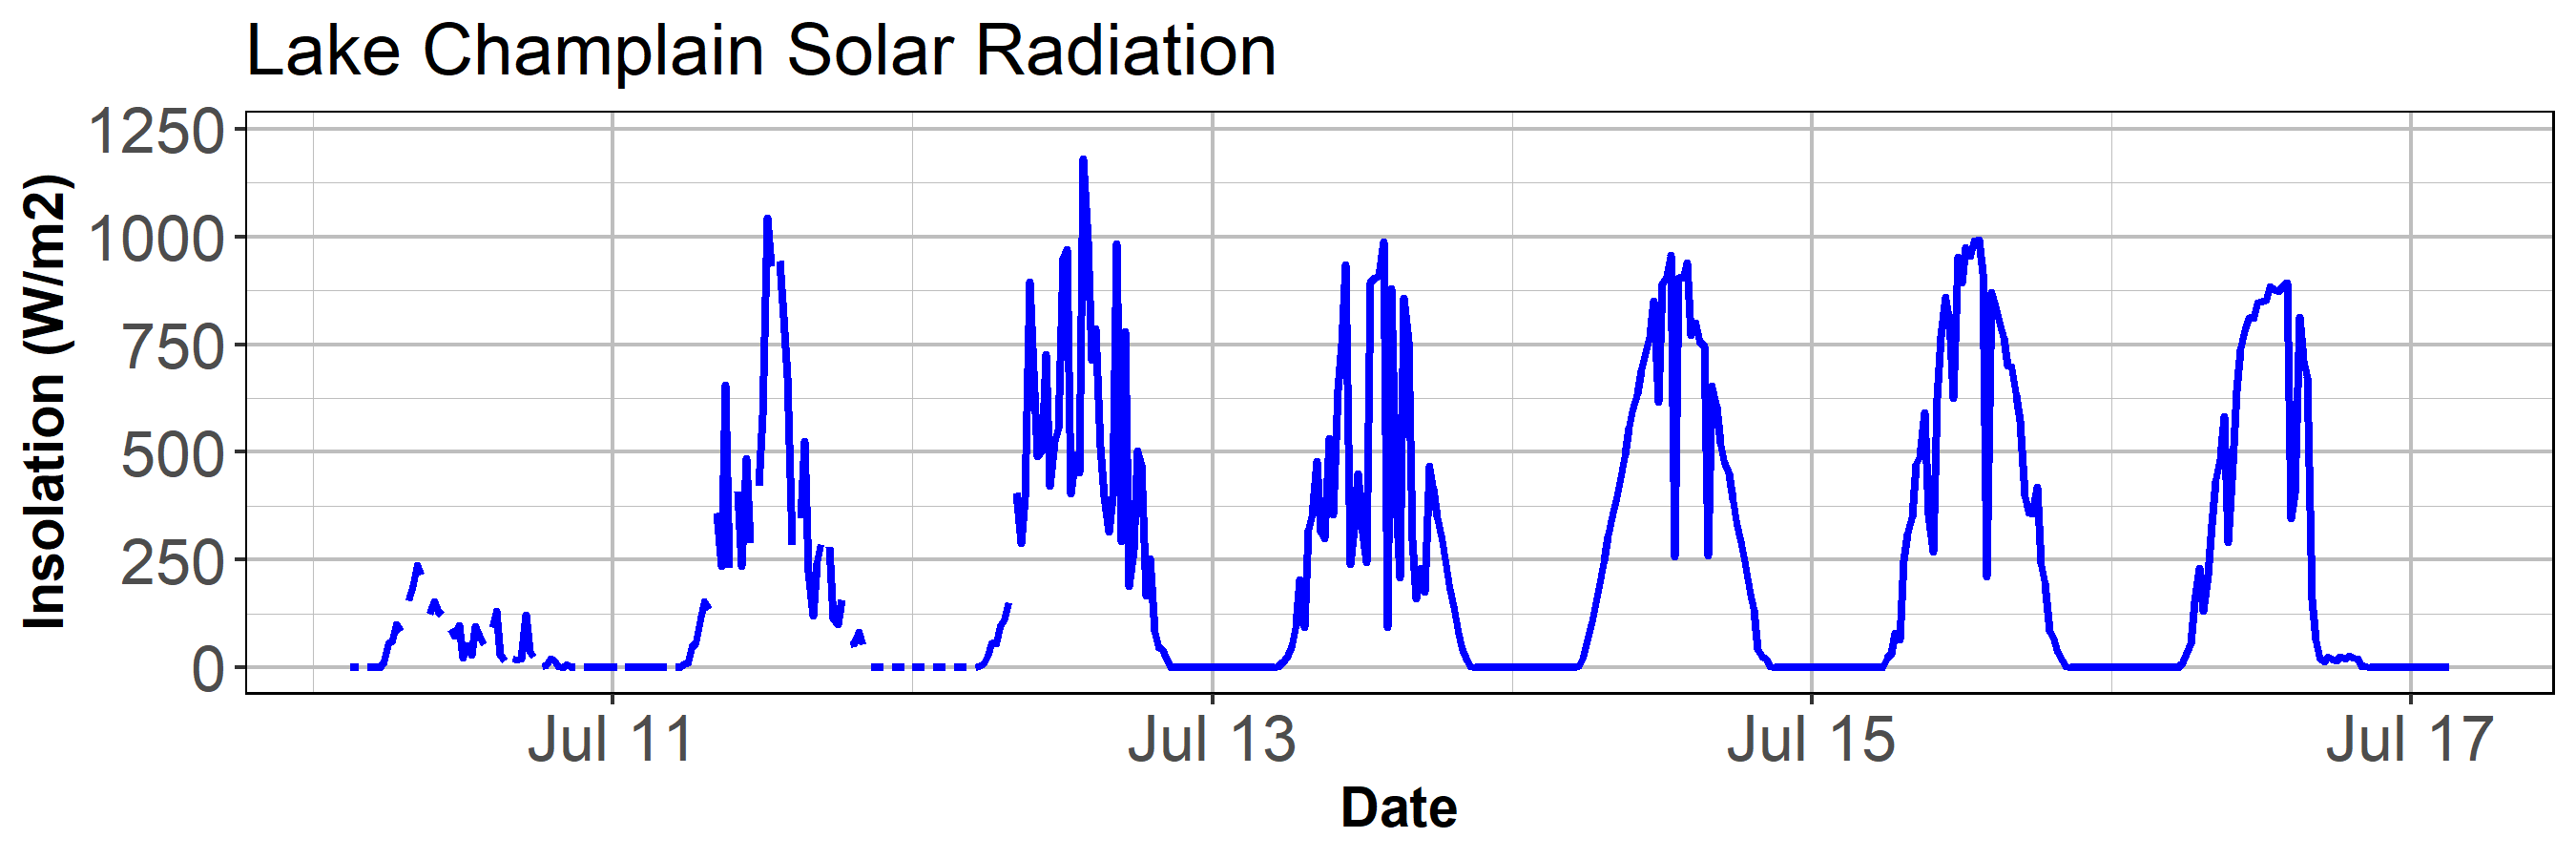 Lake Champlain Solar Radiation
1250
1000
750
500
250
0
Insolation (W/m2)
Jul 11
Jul 13
Jul 15
Jul 17
Date